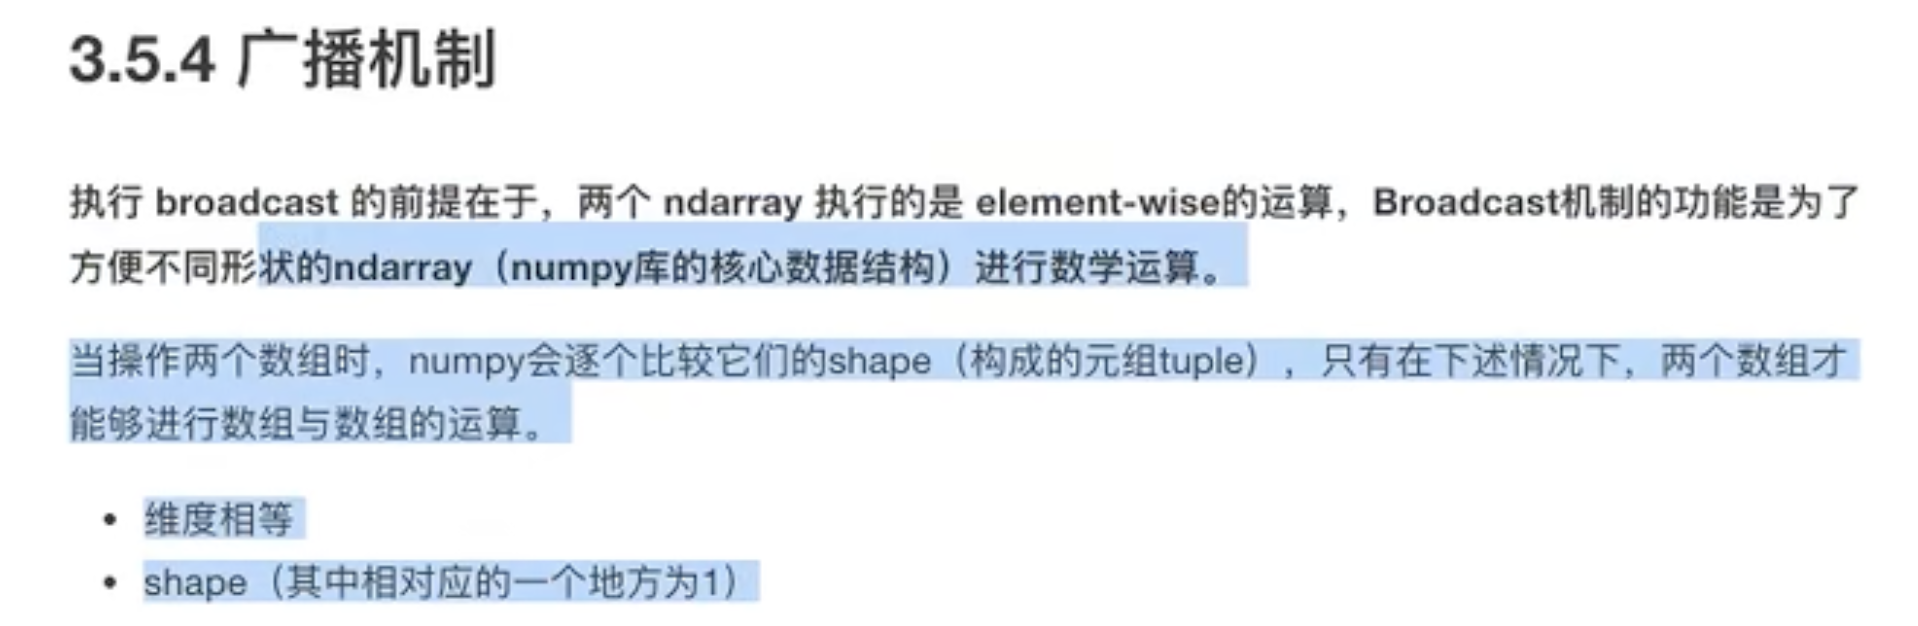 3.5.4 广播机制
执行 broadcast 的前提在于，两个 ndarray 执行的是 element-wise的运算，Broadcast机制的功能是为了
方便不同形状的ndarray（numpy库的核心数据结构）进行数学运算。
当操作两个数组时，numpy会逐个比较它们的shape（构成的元组tuple），只有在下述情况下，两个数组才
能够进行数组与数组的运算。
• 维度相等
• shape（其中相对应的一个地方为1）